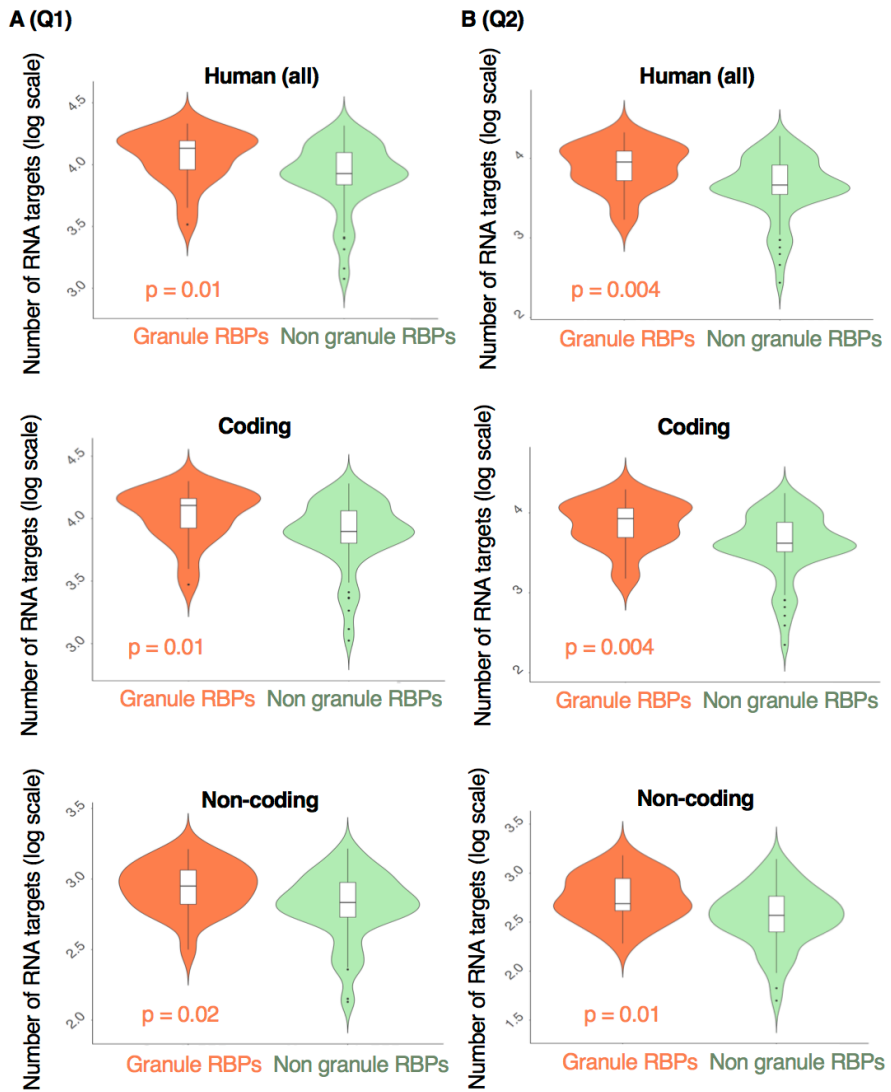 A (Q1)
B (Q2)
Human (all)
Number of RNA targets (log scale)
4.5
4.0
3.5
3.0
p = 0.01
Granule RBPs
Non granule RBPs
Human (all)
Number of RNA targets (log scale)
4
3
2
p = 0.004
Granule RBPs
Non granule RBPs
Coding
Number of RNA targets (log scale)
4.5
4.0
3.5
3.0
p = 0.01
Granule RBPs
Non granule RBPs
Coding
Number of RNA targets (log scale)
4
3
2
p = 0.004
Granule RBPs
Non granule RBPs
Non-coding
Number of RNA targets (log scale)
3.5
3.0
2.5
2.0
p = 0.02
Granule RBPs
Non granule RBPs
Non-coding
Number of RNA targets (log scale)
3.5
3.0
2.5
2.0
1.5
p = 0.01
Granule RBPs
Non granule RBPs